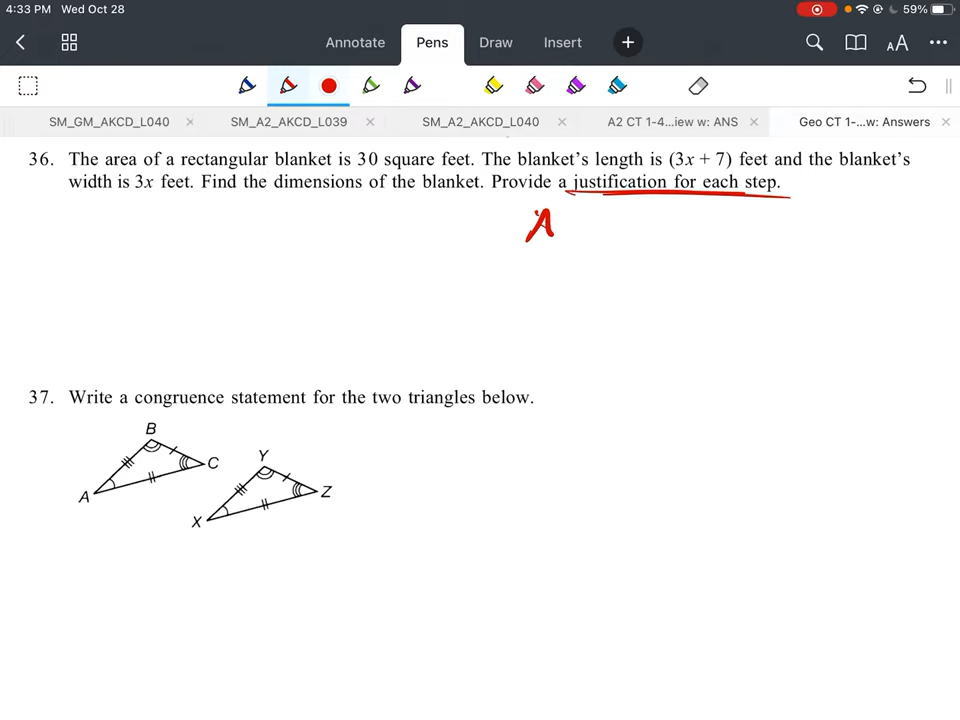 4:33 PM Wed Oct 28
59%
Annotate Pens Draw Insert +
AA
SM_GM_AKCD_L040 × SM_A2_AKCD_L039 × SM_A2_AKCD_L040 × A2 CT 1-4...iew w: ANS × Geo CT 1-...w: Answers ×
36. The area of a rectangular blanket is 30 square feet. The blanket's length is (3x + 7) feet and the blanket's
width is 3x feet. Find the dimensions of the blanket. Provide a justification for each step.
A
37. Write a congruence statement for the two triangles below.
B
Y
C
A
Z
X